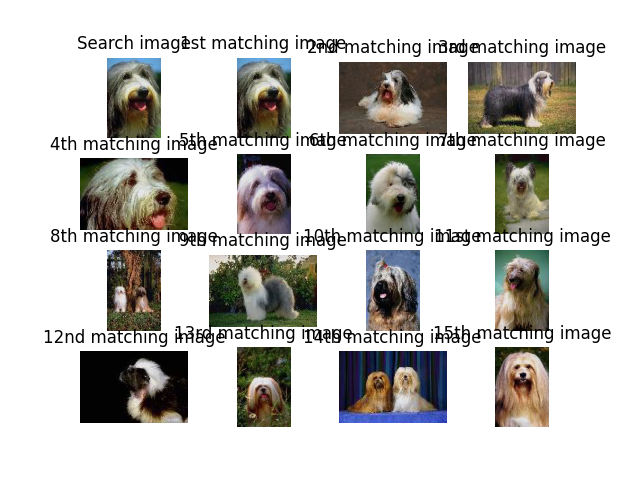 Search image
1st matching image
2nd matching image
3rd matching image
4th matching image
5th matching image
6th matching image
7th matching image
8th matching image
9th matching image
10th matching image
11st matching image
12nd matching image
13rd matching image
14th matching image
15th matching image